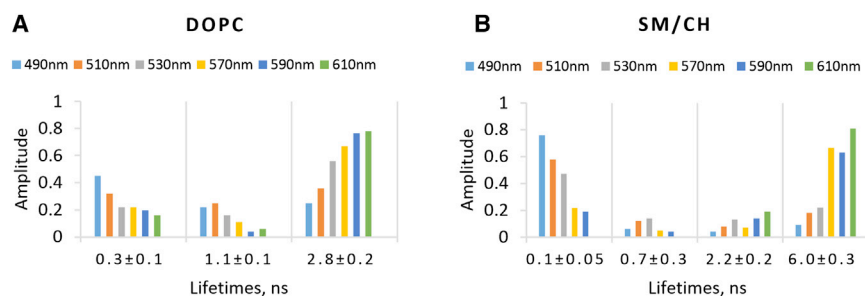 A
DOPC
490nm 510nm 530nm 570nm 590nm 610nm
1
0.8
0.6
0.4
0.2
0
Amplitude
0.3±0.1 1.1±0.1 2.8±0.2
Lifetimes, ns
B
SM/CH
490nm 510nm 530nm 570nm 590nm 610nm
1
0.8
0.6
0.4
0.2
0
Amplitude
0.1±0.05 0.7±0.3 2.2±0.2 6.0±0.3
Lifetimes, ns